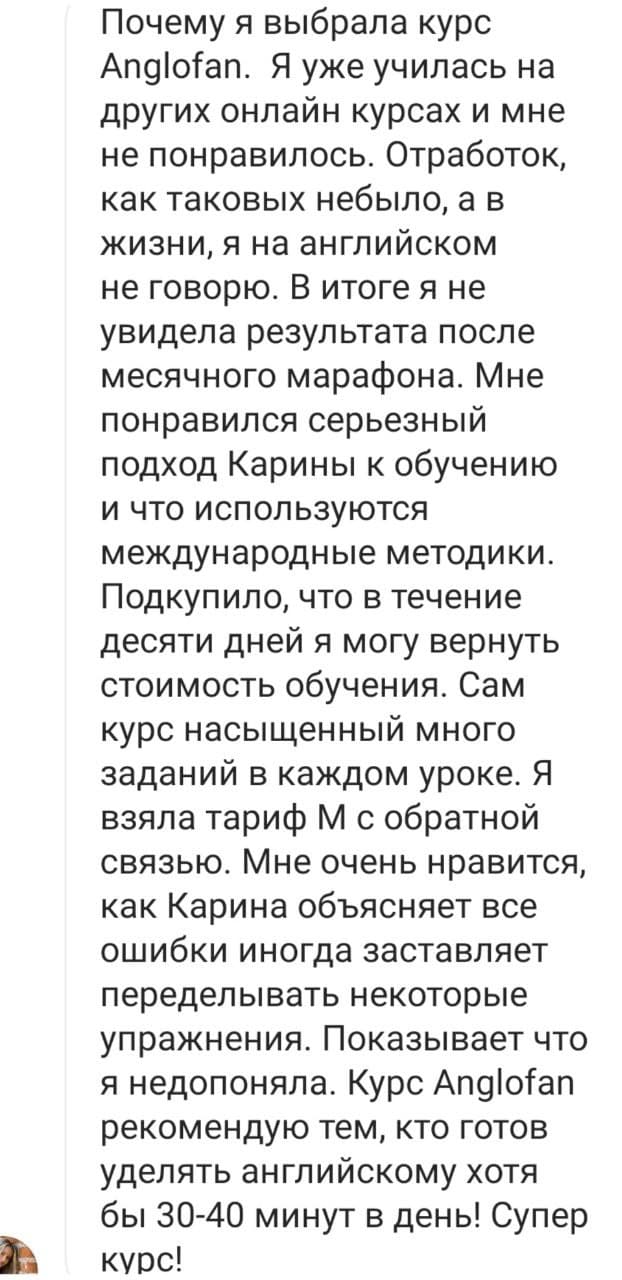 Почему я выбрала курс
Anglofan.  Я уже училась на
других онлайн курсах и мне
не понравилось. Отработок,
как таковых небыло, а в
жизни, я на английском
не говорю. В итоге я не
увидела результата после
месячного марафона. Мне
понравился серьезный
подход Карины к обучению
и что используются
международные методики.
Подкупило, что в течение
десяти дней я могу вернуть
стоимость обучения. Сам
курс насыщенный много
заданий в каждом уроке. Я
взяла тариф М с обратной
связью. Мне очень нравится,
как Карина объясняет все
ошибки иногда заставляет
переделывать некоторые
упражнения. Показывает что
я недопоняла. Курс Anglofan
рекомендую тем, кто готов
уделять английскому хотя
бы 30-40 минут в день! Супер
курс!